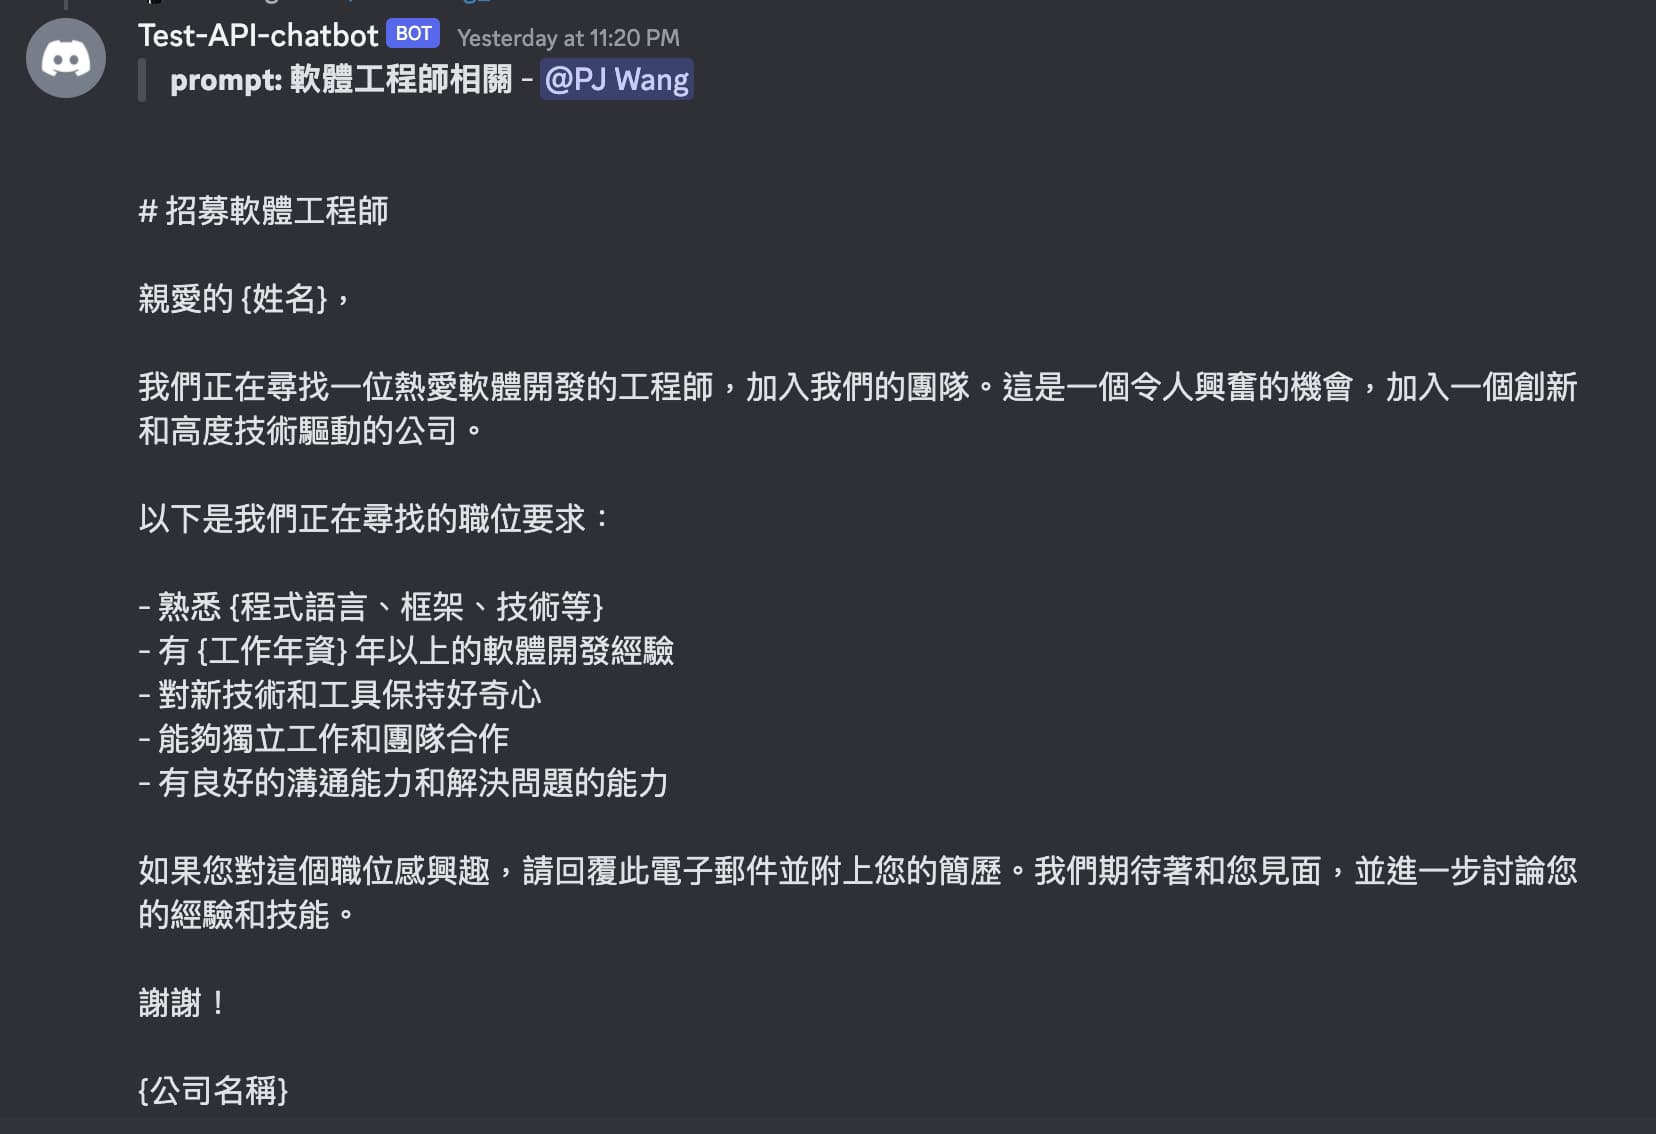 Test-API-chatbot BOT Yesterday at 11:20 PM
prompt: 軟體工程師相關 - @PJ Wang
# 招募軟體工程師
親愛的 {姓名}，
我們正在尋找一位熱愛軟體開發的工程師，加入我們的團隊。這是一個令人興奮的機會，加入一個創新
和高度技術驅動的公司。
以下是我們正在尋找的職位要求：
- 熟悉 {程式語言、框架、技術等}
- 有 {工作年資} 年以上的軟體開發經驗
- 對新技術和工具保持好奇心
- 能夠獨立工作和團隊合作
- 有良好的溝通能力和解決問題的能力
如果您對這個職位感興趣，請回覆此電子郵件並附上您的簡歷。我們期待著和您見面，並進一步討論您
的經驗和技能。
謝謝！
{公司名稱}